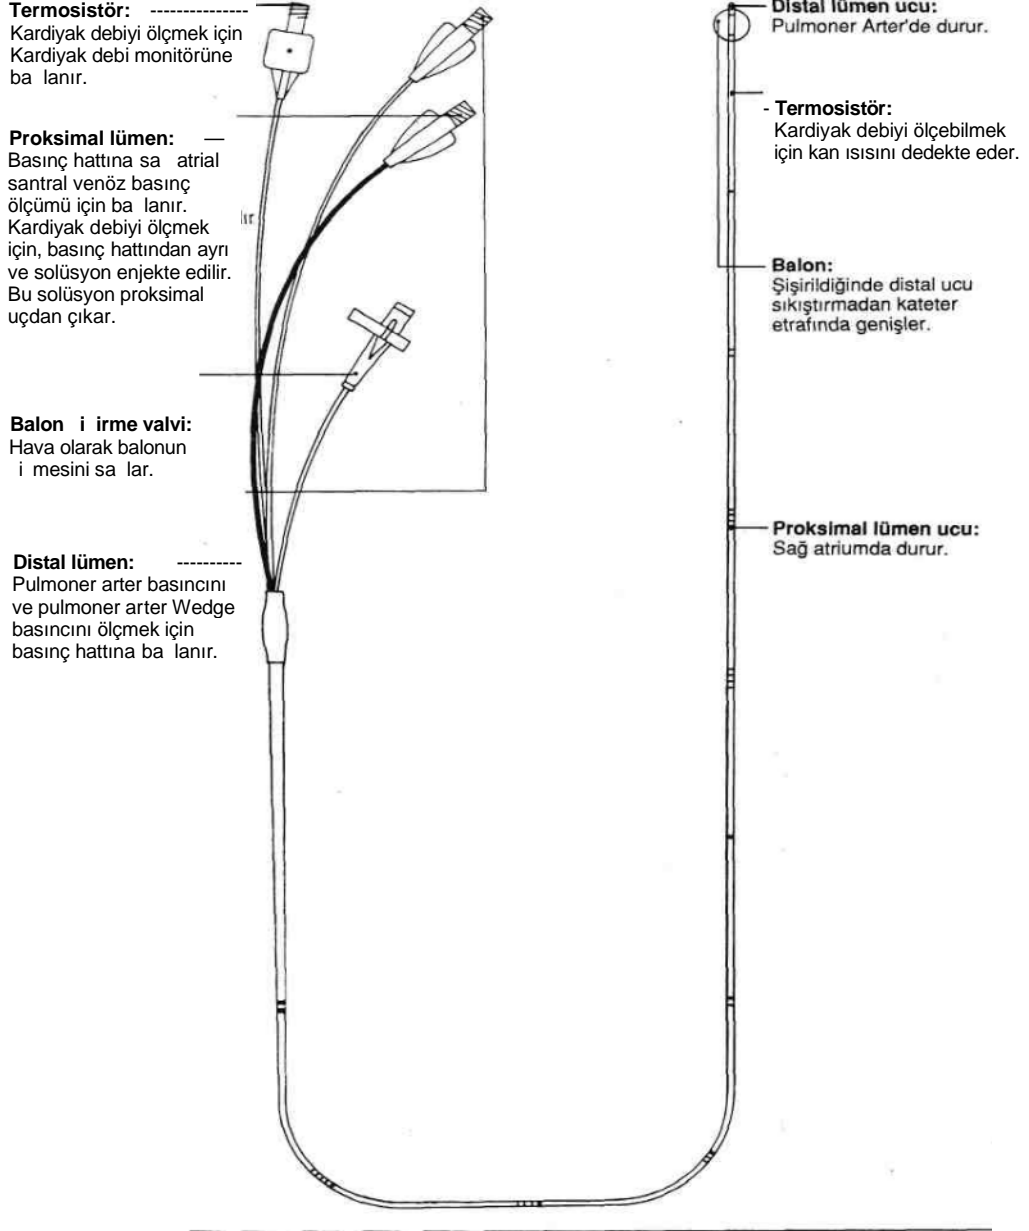 Termosistör: ---------------
Kardiyak debiyi ölçmek için
Kardiyak debi monitörüne
ba lanır.
Proksimal lümen: —
Basınç hattına sa atrial
santral venöz basınç
ölçümü için ba lanır.
Kardiyak debiyi ölçmek
için, basınç hattından ayrı
ve solüsyon enjekte edilir.
Bu solüsyon proksimal
uçdan çıkar.
Balon i irme valvi:
Hava olarak balonun
i mesini sa lar.
Distal lümen: ----------
Pulmoner arter basıncını
ve pulmoner arter Wedge
basıncını ölçmek için
basınç hattına ba lanır.
Distal lümen ucu:
Pulmoner Arter'de durur.
- Termosistör:
Kardiyak debiyi ölçebilmek
için kan ısısını dedekte eder.
Balon:
Şişirildiğinde distal ucu
sıkıştırmadan kateter
etrafında genişler.
Proksimal lümen ucu:
Sağ atriumda durur.